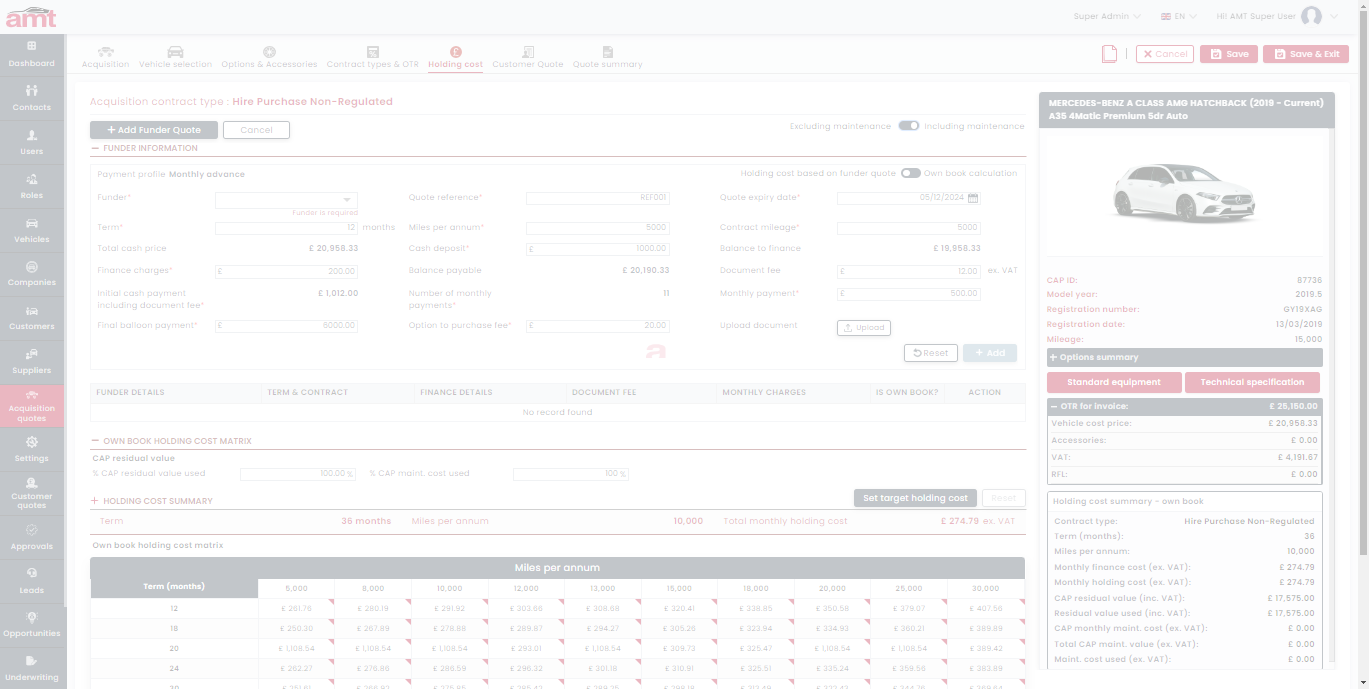 amt
Super Admin
EN
Hi! AMT Super User
Dashboard
Contacts
Users
Roles
Vehicles
Companies
Customers
Suppliers
Acquisition
quotes
Settings
Customer
quotes
Approvals
Leads
Opportunities
Underwriting
Acquisition
Vehicle selection
Options & Accessories
Contract types & OTR
Holding cost
Customer Quote
Quote summary
Cancel
Save
Save & Exit
Acquisition contract type : Hire Purchase Non-Regulated
+ Add Funder Quote
Cancel
Excluding maintenance
Including maintenance
FUNDER INFORMATION
Payment profile Monthly advance
Holding cost based on funder quote
Own book calculation
Funder*
Funder is required
Quote reference*
REF001
Quote expiry date*
05/12/2024
Term*
12 months
Miles per annum*
5000
Contract mileage*
5000
Total cash price
£ 20,958.33
Cash deposit*
£ 1000.00
Balance to finance
£ 19,958.33
Finance charges*
£ 200.00
Balance payable
£ 20,190.33
Document fee
£ 12.00 ex. VAT
Initial cash payment
including document fee*
£ 1,012.00
Number of monthly
payments*
11
Monthly payment*
£ 500.00
Final balloon payment*
£ 6000.00
Option to purchase fee*
£ 20.00
Upload document
Upload
Reset
+ Add
FUNDER DETAILS TERM & CONTRACT FINANCE DETAILS DOCUMENT FEE MONTHLY CHARGES IS OWN BOOK? ACTION
No record found
OWN BOOK HOLDING COST MATRIX
CAP residual value
% CAP residual value used
100.00 %
% CAP maint. cost used
100 %
HOLDING COST SUMMARY
Set target holding cost
Reset
Term 36 months Miles per annum 10,000 Total monthly holding cost £ 274.79 ex. VAT
Own book holding cost matrix
Miles per annum
Term (months) 5,000 8,000 10,000 12,000 13,000 15,000 18,000 20,000 25,000 30,000
12 £ 261.76 £ 280.19 £ 291.92 £ 303.66 £ 308.68 £ 320.41 £ 338.85 £ 350.58 £ 379.07 £ 407.56
18 £ 250.30 £ 267.89 £ 278.88 £ 289.87 £ 294.27 £ 305.26 £ 323.94 £ 334.93 £ 360.21 £ 389.89
20 £ 1,108.54 £ 1,108.54 £ 1,108.54 £ 293.01 £ 1,108.54 £ 309.73 £ 325.47 £ 1,108.54 £ 1,108.54 £ 388.42
24 £ 262.27 £ 276.86 £ 286.59 £ 296.32 £ 301.18 £ 310.91 £ 325.51 £ 335.24 £ 359.56 £ 383.89
MERCEDES-BENZ A CLASS AMG HATCHBACK (2019 - Current)
A35 4Matic Premium 5dr Auto
CAP ID: 87736
Model year: 2019.5
Registration number: GY19XAG
Registration date: 13/03/2019
Mileage: 15,000
+ Options summary
Standard equipment
Technical specification
OTR for invoice: £ 25,150.00
Vehicle cost price: £ 20,958.33
Accessories: £ 0.00
VAT: £ 4,191.67
RFL: £ 0.00
Holding cost summary - own book
Contract type: Hire Purchase Non-Regulated
Term (months): 36
Miles per annum: 10,000
Monthly finance cost (ex. VAT): £ 274.79
Monthly holding cost (ex. VAT): £ 274.79
CAP residual value (inc. VAT): £ 17,575.00
Residual value used (inc. VAT): £ 17,575.00
CAP monthly maint. cost (ex. VAT): £ 0.00
Total CAP maint. value (ex. VAT): £ 0.00
Maint. cost used (ex. VAT): £ 0.00